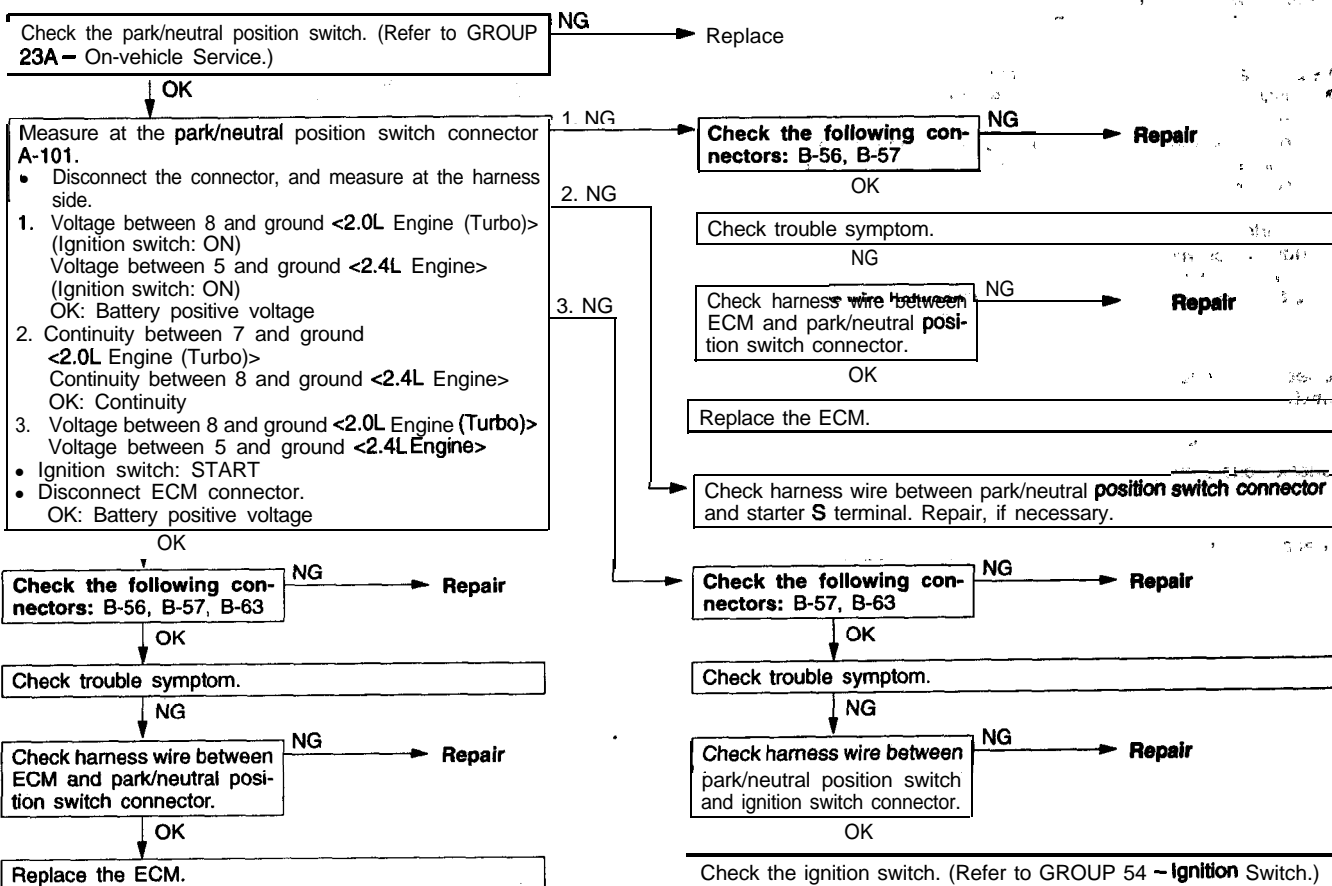 Check the park/neutral position switch. (Refer to GROUP
23A – On-vehicle Service.)
NG
Replace
OK
Measure at the park/neutral position switch connector
A-101.
• Disconnect the connector, and measure at the harness
side.
1. Voltage between 8 and ground <2.0L Engine (Turbo)>
(Ignition switch: ON)
Voltage between 5 and ground <2.4L Engine>
(Ignition switch: ON)
OK: Battery positive voltage
2. Continuity between 7 and ground
<2.0L Engine (Turbo)>
Continuity between 8 and ground <2.4L Engine>
OK: Continuity
3. Voltage between 8 and ground <2.0L Engine (Turbo)>
Voltage between 5 and ground <2.4L Engine>
• Ignition switch: START
• Disconnect ECM connector.
OK: Battery positive voltage
1. NG
Check the following con-
nectors: B-56, B-57
NG
Repair
OK
Check trouble symptom.
NG
Check harness wire between
ECM and park/neutral posi-
tion switch connector.
NG
Repair
OK
Replace the ECM.
2. NG
Check harness wire between park/neutral position switch connector
and starter S terminal. Repair, if necessary.
3. NG
Check the following con-
nectors: B-57, B-63
NG
Repair
OK
Check trouble symptom.
NG
Check harness wire between
park/neutral position switch
and ignition switch connector.
NG
Repair
OK
Check the ignition switch. (Refer to GROUP 54 – Ignition Switch.)
OK
Check the following con-
nectors: B-56, B-57, B-63
NG
Repair
OK
Check trouble symptom.
NG
Check harness wire between
ECM and park/neutral posi-
tion switch connector.
NG
Repair
OK
Replace the ECM.